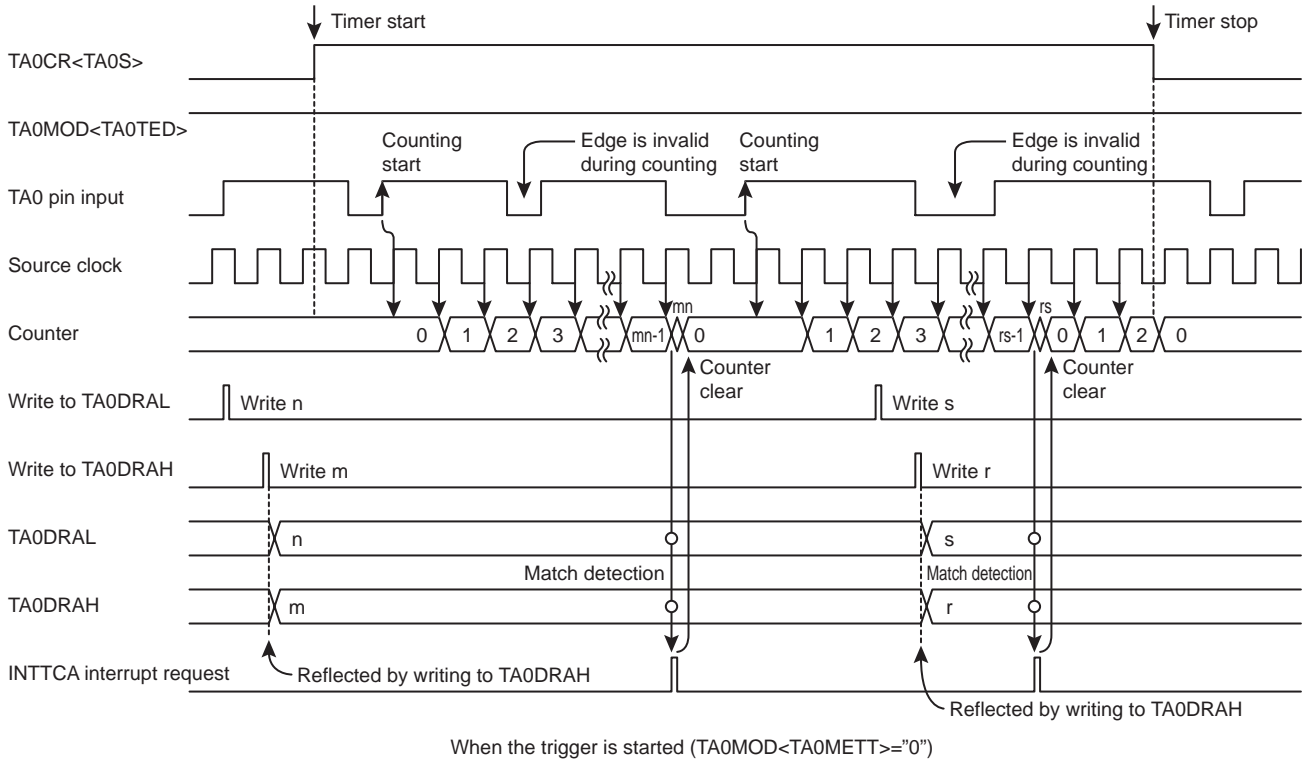 Timer start
Timer stop
TA0CR<TA0S>
TA0MOD<TA0TED>
Counting
start
Edge is invalid
during counting
Counting
start
Edge is invalid
during counting
TA0 pin input
Source clock
mn
rs
Counter
0 1 2 3 mn-1 0 1 2 3 rs-1 0 1 2 0
Counter
clear
Counter
clear
Write to TA0DRAL
Write n
Write s
Write to TA0DRAH
Write m
Write r
TA0DRAL
n
s
Match detection
Match detection
TA0DRAH
m
r
INTTCA interrupt request
Reflected by writing to TA0DRAH
Reflected by writing to TA0DRAH
When the trigger is started (TA0MOD<TA0METT>=”0”)